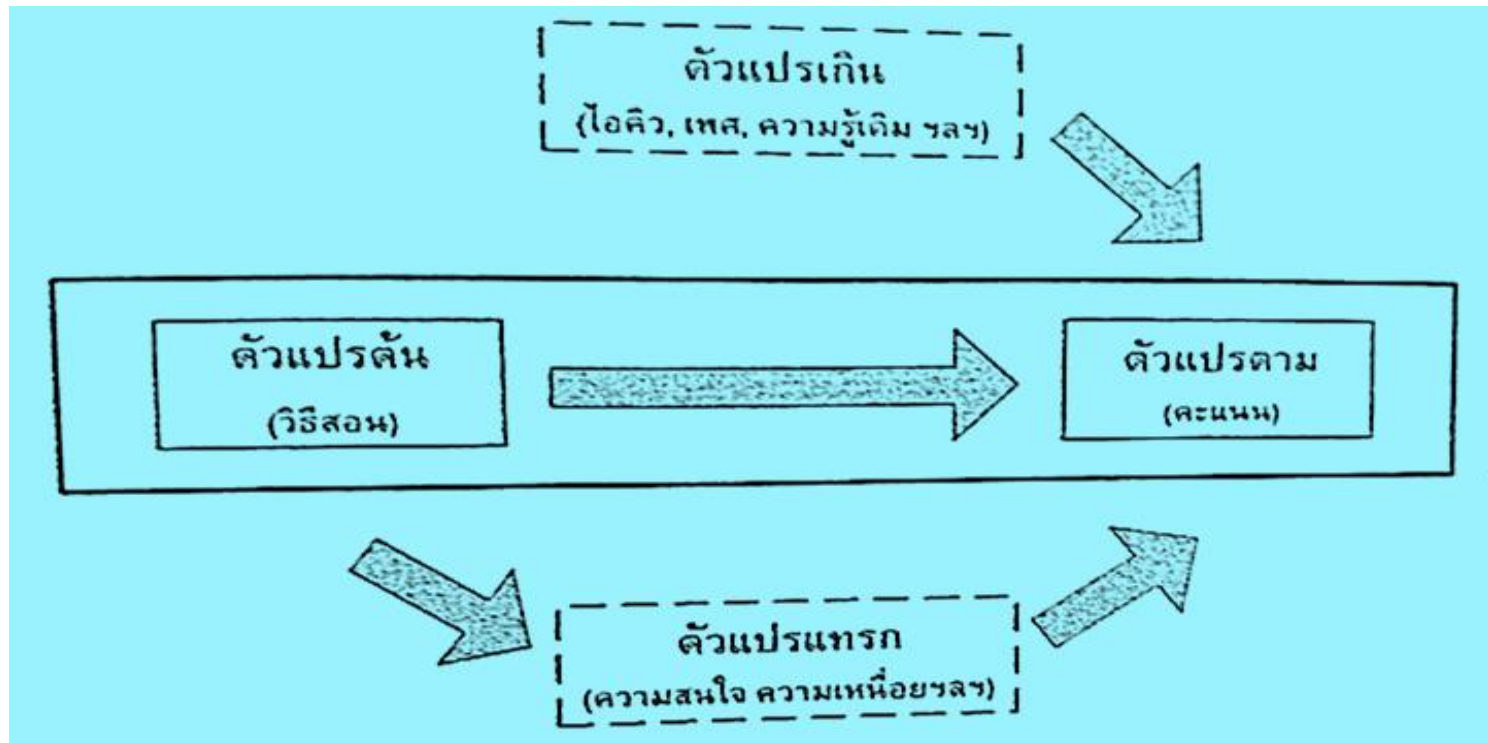 ตัวแปรเกิน
(ไอคิว, เพศ, ความรู้เดิม ฯลฯ)
ตัวแปรต้น
(วิธีสอน)
ตัวแปรตาม
(คะแนน)
ตัวแปรแทรก
(ความสนใจ ความเหนื่อยฯลฯ)